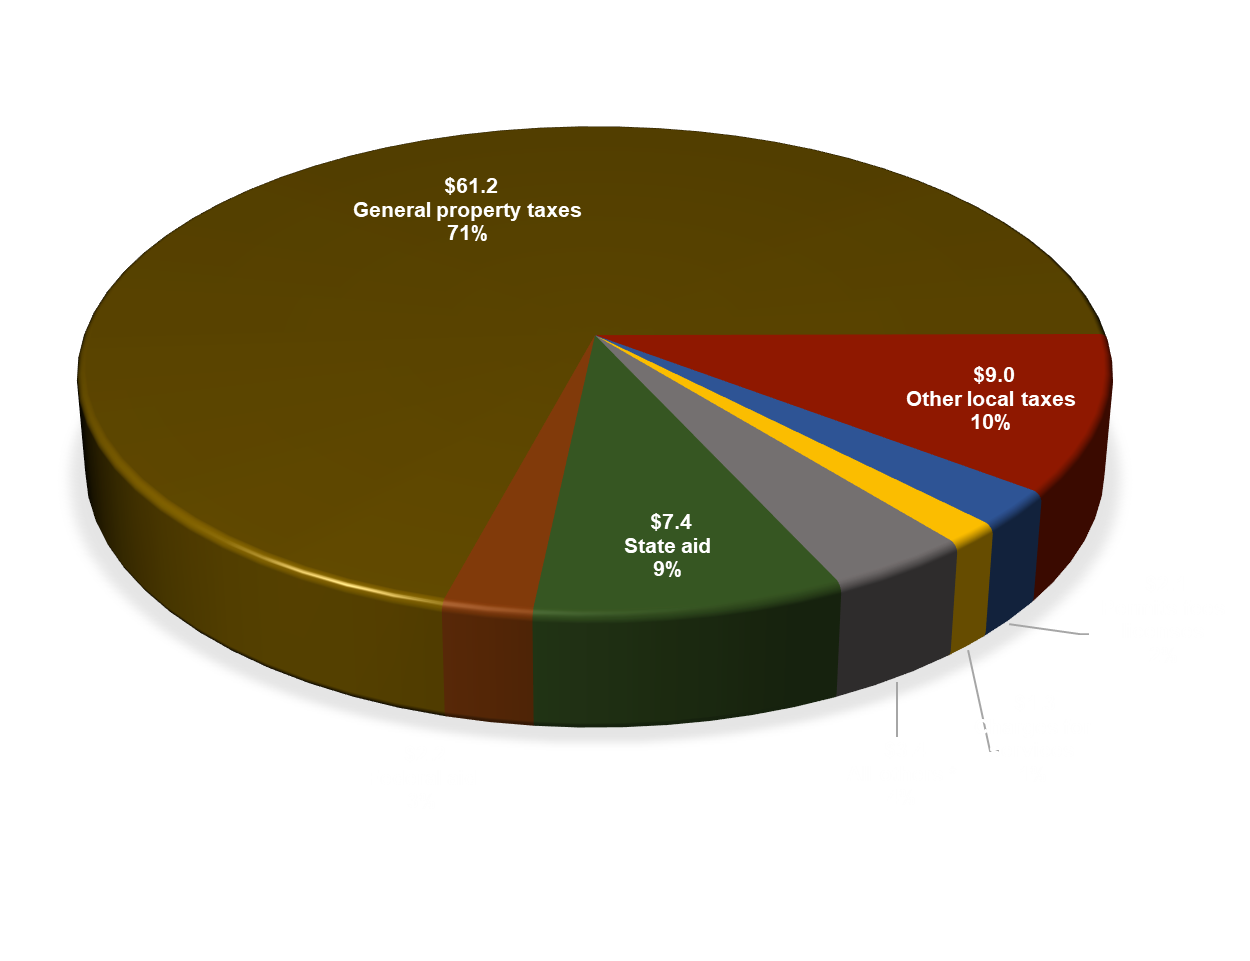 $61.2
General property taxes
71%
$9.0
Other local taxes
10%
$7.4
State aid
9%